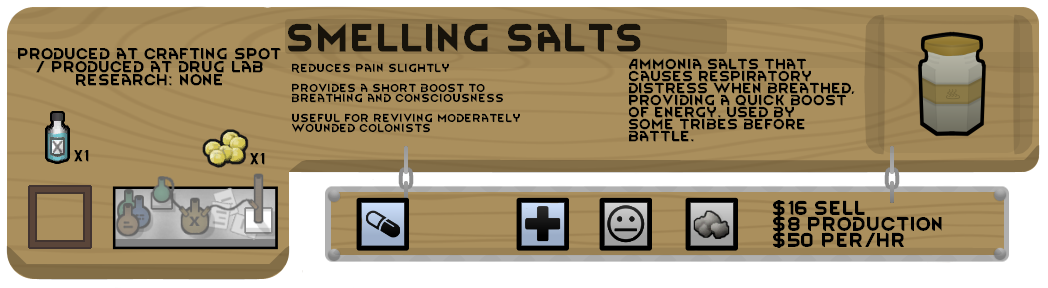 PRODUCED AT CRAFTING SPOT
/ PRODUCED AT DRUG LAB
RESEARCH: NONE
X1
X1
SMELLING SALTS
REDUCES PAIN SLIGHTLY
PROVIDES A SHORT BOOST TO
BREATHING AND CONSCIOUSNESS
USEFUL FOR REVIVING MODERATELY
WOUNDED COLONISTS
AMMONIA SALTS THAT
CAUSES RESPIRATORY
DISTRESS WHEN BREATHED,
PROVIDING A QUICK BOOST
OF ENERGY. USED BY
SOME TRIBES BEFORE
BATTLE.
$16 SELL
$8 PRODUCTION
$50 PER/HR